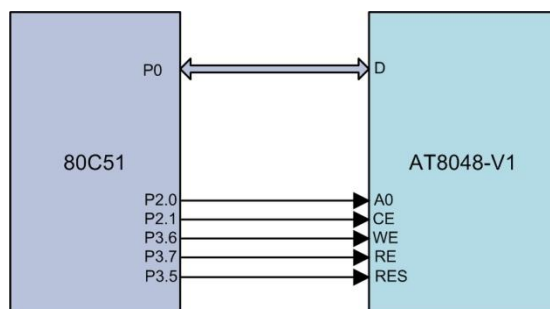 P0 D
80C51 AT8048-V1
P2.0 A0
P2.1 CE
P3.6 WE
P3.7 RE
P3.5 RES